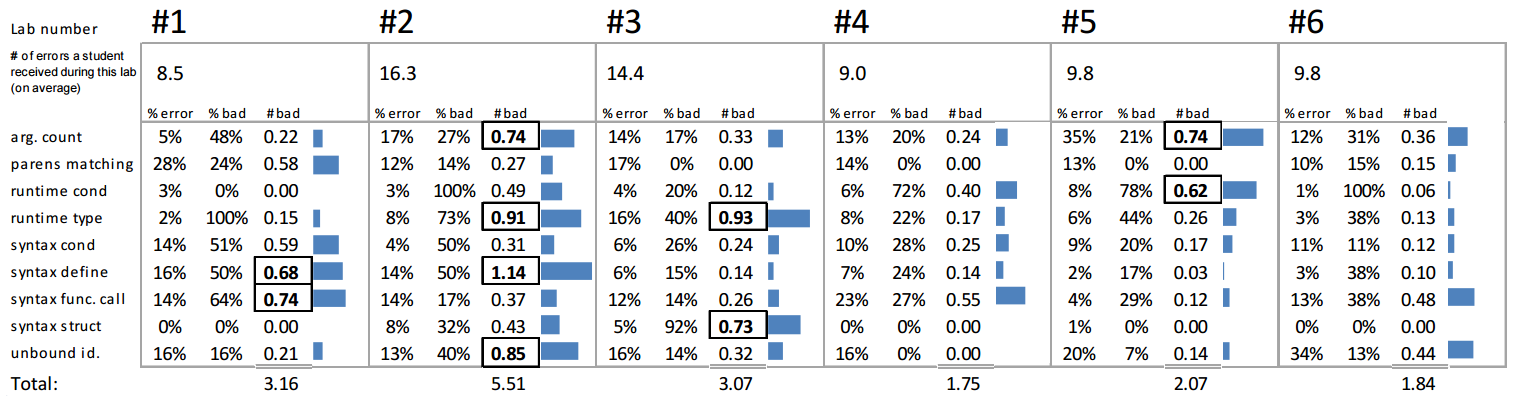 Lab number #1 #2 #3 #4 #5 #6
# of errors a student
received during this lab
(on average)
8.5 16.3 14.4 9.0 9.8 9.8
% error % bad # bad % error % bad # bad % error % bad # bad % error % bad # bad % error % bad # bad % error % bad # bad
arg. count 5% 48% 0.22 17% 27% 0.74 14% 17% 0.33 13% 20% 0.24 35% 21% 0.74 12% 31% 0.36
parens matching 28% 24% 0.58 12% 14% 0.27 17% 0% 0.00 14% 0% 0.00 13% 0% 0.00 10% 15% 0.15
runtime cond 3% 0% 0.00 3% 100% 0.49 4% 20% 0.12 6% 72% 0.40 8% 78% 0.62 1% 100% 0.06
runtime type 2% 100% 0.15 8% 73% 0.91 16% 40% 0.93 8% 22% 0.17 6% 44% 0.26 3% 38% 0.13
syntax cond 14% 51% 0.59 4% 50% 0.31 6% 26% 0.24 10% 28% 0.25 9% 20% 0.17 11% 11% 0.12
syntax define 16% 50% 0.68 14% 50% 1.14 6% 15% 0.14 7% 24% 0.14 2% 17% 0.03 3% 38% 0.10
syntax func. call 14% 64% 0.74 14% 17% 0.37 12% 14% 0.26 23% 27% 0.55 4% 29% 0.12 13% 38% 0.48
syntax struct 0% 0% 0.00 8% 32% 0.43 5% 92% 0.73 0% 0% 0.00 1% 0% 0.00 0% 0% 0.00
unbound id. 16% 16% 0.21 13% 40% 0.85 16% 14% 0.32 16% 0% 0.00 20% 7% 0.14 34% 13% 0.44
Total: 3.16 5.51 3.07 1.75 2.07 1.84